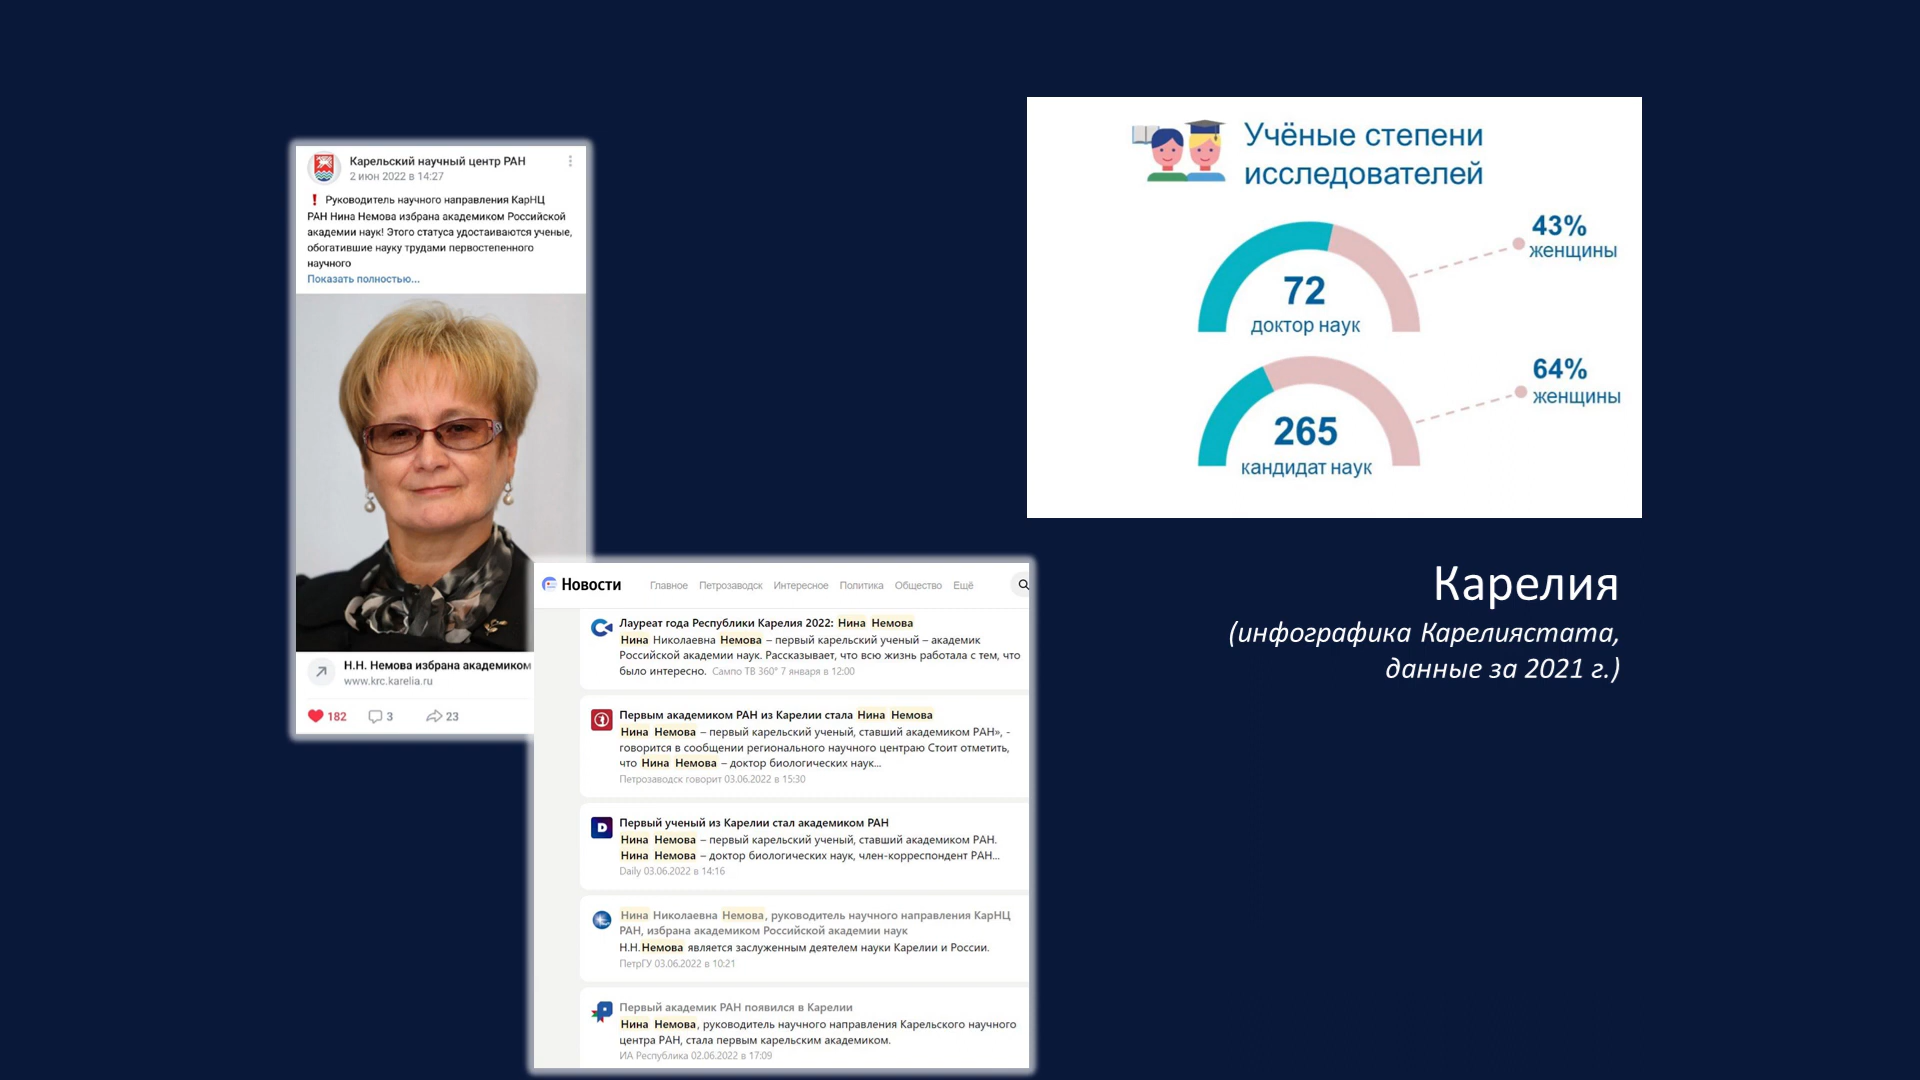 Карельский научный центр РАН
2 июн 2022 в 14:27
❗ Руководитель научного направления КарНЦ
РАН Нина Немова избрана академиком Российской
академии наук! Этого статуса удостаиваются ученые,
обогатившие науку трудами первостепенного
научного
Показать полностью...
Н.Н. Немова избрана академиком
www.krc.karelia.ru
182
3
23
Новости
Главное Петрозаводск Интересное Политика Общество Ещё
Лауреат года Республики Карелия 2022: Нина Немова
Нина Николаевна Немова – первый карельский ученый – академик
Российской академии наук. Рассказывает, что всю жизнь работала с тем, что
было интересно. Сампо ТВ 360° 7 января в 12:00
Первым академиком РАН из Карелии стала Нина Немова
Нина Немова – первый карельский ученый, ставший академиком РАН», -
говорится в сообщении регионального научного центраю Стоит отметить,
что Нина Немова – доктор биологических наук...
Петрозаводск говорит 03.06.2022 в 15:30
Первый ученый из Карелии стал академиком РАН
Нина Немова – первый карельский ученый, ставший академиком РАН.
Нина Немова – доктор биологических наук, член-корреспондент РАН...
Daily 03.06.2022 в 14:16
Нина Николаевна Немова, руководитель научного направления КарНЦ
РАН, избрана академиком Российской академии наук
Н.Н.Немова является заслуженным деятелем науки Карелии и России.
ПетрГУ 03.06.2022 в 10:21
Первый академик РАН появился в Карелии
Нина Немова, руководитель научного направления Карельского научного
центра РАН, стала первым карельским академиком.
ИА Республика 02.06.2022 в 17:09
Учёные степени
исследователей
43%
женщины
72
доктор наук
64%
женщины
265
кандидат наук
Карелия
(инфографика Карелиястата,
данные за 2021 г.)